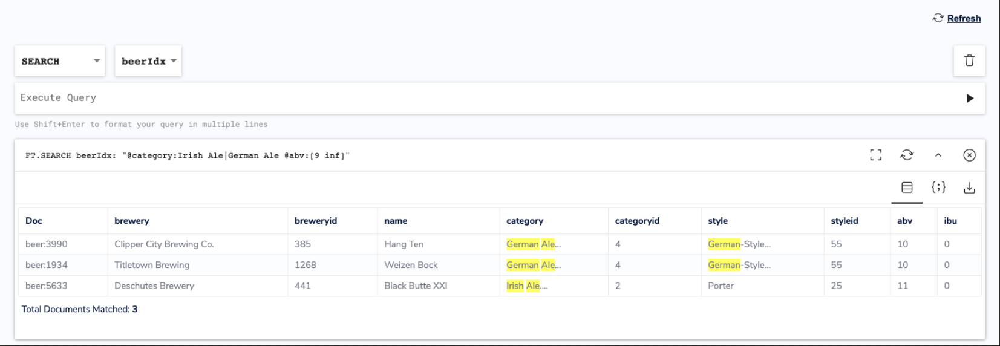 Refresh
SEARCH beerIdx
Execute Query
Use Shift+Enter to format your query in multiple lines
FT.SEARCH beerIdx: "@category:Irish Ale|German Ale @abv:[9 inf]"
{;}
Doc brewery breweryid name category categoryid style styleid abv ibu
beer:3990 Clipper City Brewing Co. 385 Hang Ten German Ale... 4 German-Style... 55 10 0
beer:1934 Titletown Brewing 1268 Weizen Bock German Ale... 4 German-Style... 55 10 0
beer:5633 Deschutes Brewery 441 Black Butte XXI Irish Ale.... 2 Porter 25 11 0
Total Documents Matched: 3